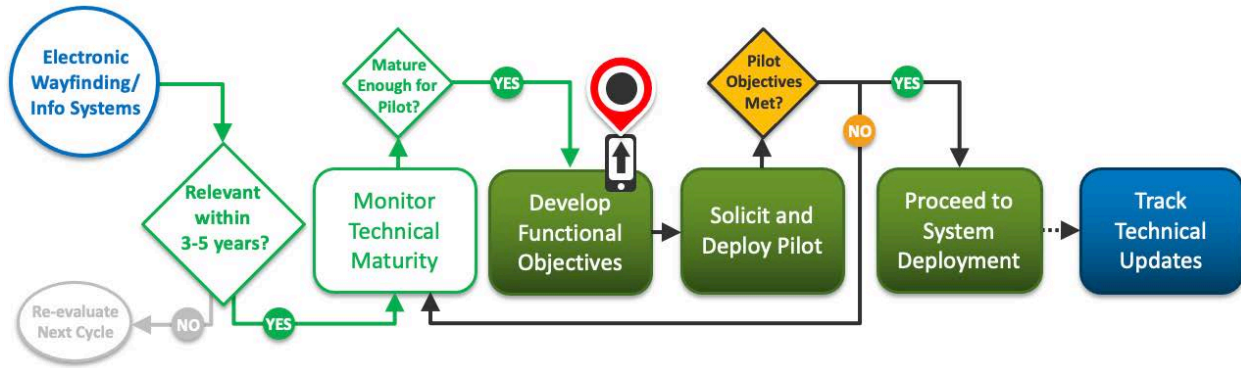 Electronic
Wayfinding/
Info Systems
Relevant
within
3-5 years?
NO
Re-evaluate
Next Cycle
YES
Monitor
Technical
Maturity
Mature
Enough for
Pilot?
YES
Develop
Functional
Objectives
Solicit and
Deploy Pilot
Pilot
Objectives
Met?
NO
YES
Proceed to
System
Deployment
Track
Technical
Updates